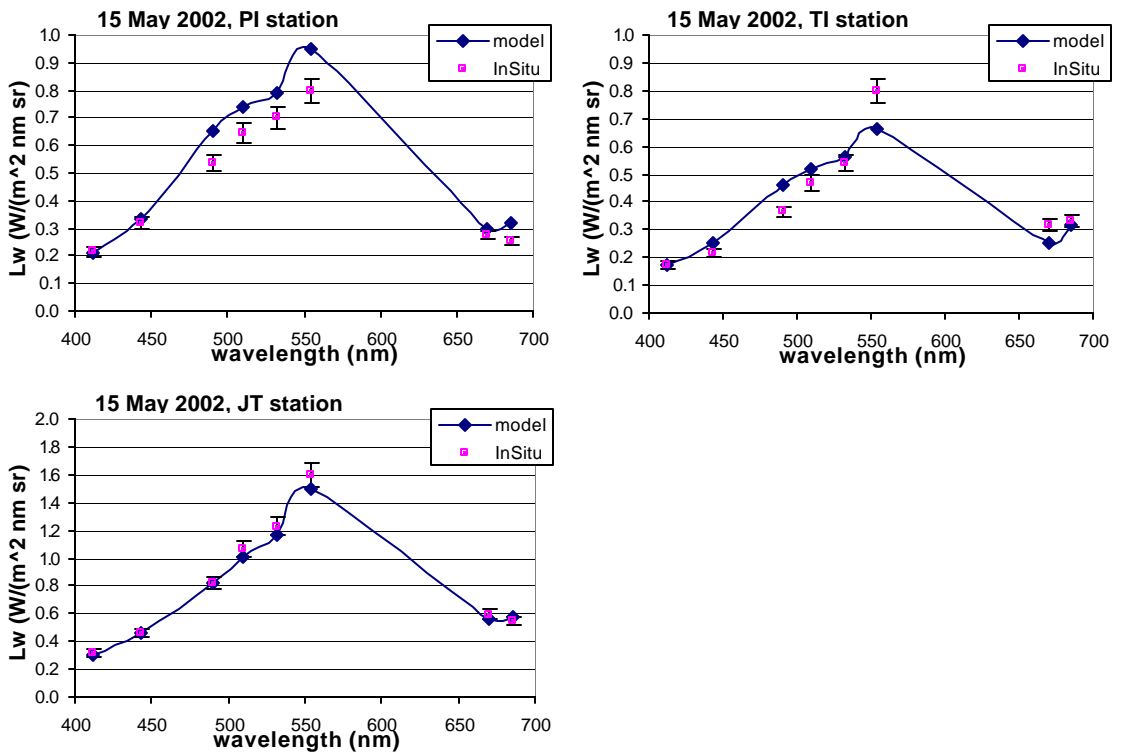 15 May 2002, PI station
model
InSitu
1.0
0.9
0.8
0.7
0.6
0.5
0.4
0.3
0.2
0.1
0.0
Lw (W/(m^2 nm sr)
400 450 500 550 600 650 700
wavelength (nm)
15 May 2002, TI station
model
InSitu
1.0
0.9
0.8
0.7
0.6
0.5
0.4
0.3
0.2
0.1
0.0
Lw (W/(m^2 nm sr)
400 450 500 550 600 650 700
wavelength (nm)
15 May 2002, JT station
model
InSitu
2.0
1.8
1.6
1.4
1.2
1.0
0.8
0.6
0.4
0.2
0.0
Lw (W/(m^2 nm sr)
400 450 500 550 600 650 700
wavelength (nm)